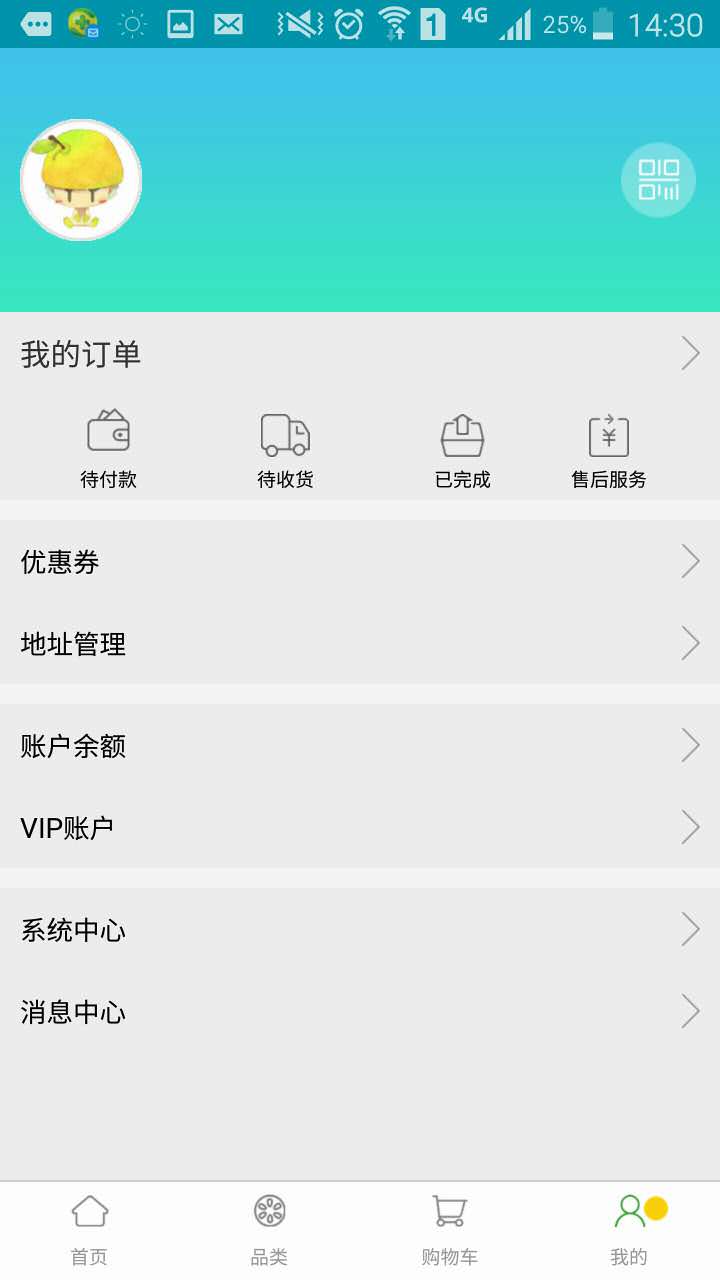 1 4G 25% 14:30
我的订单
待付款 待收货 已完成 售后服务
优惠券
地址管理
账户余额
VIP账户
系统中心
消息中心
首页 品类 购物车 我的